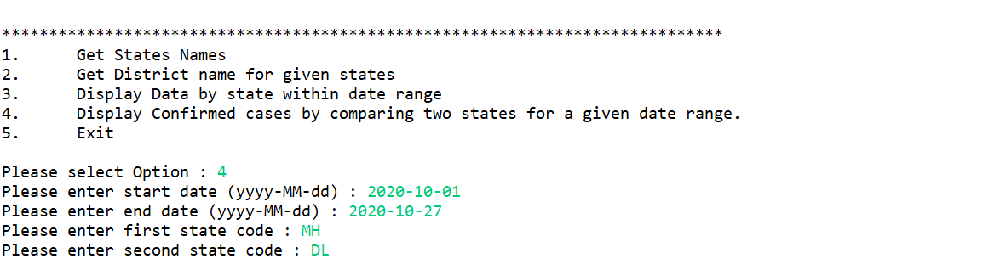 *****************************************************************************
1. Get States Names
2. Get District name for given states
3. Display Data by state within date range
4. Display Confirmed cases by comparing two states for a given date range.
5. Exit
Please select Option : 4
Please enter start date (yyyy-MM-dd) : 2020-10-01
Please enter end date (yyyy-MM-dd) : 2020-10-27
Please enter first state code : MH
Please enter second state code : DL